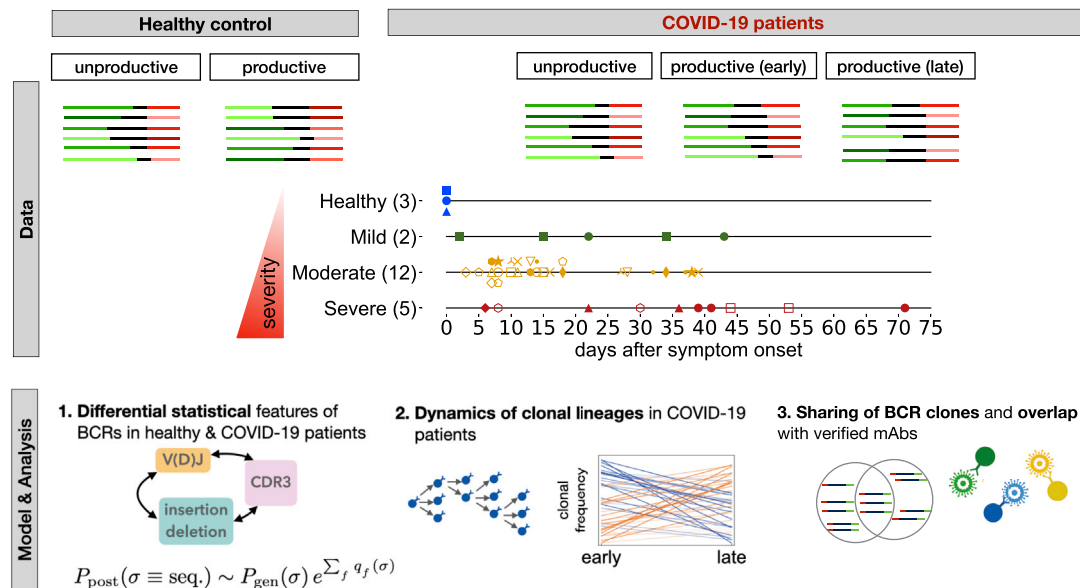 Healthy control
COVID-19 patients
unproductive
productive
unproductive
productive (early)
productive (late)
Data
severity
Healthy (3)
Mild (2)
Moderate (12)
Severe (5)
0 5 10 15 20 25 30 35 40 45 50 55 60 65 70 75
days after symptom onset
Model & Analysis
1. Differential statistical features of
BCRs in healthy & COVID-19 patients
V(D)J
CDR3
insertion
deletion
P_post(σ ≡ seq.) ∼ P_gen(σ) e^{∑_f q_f(σ)}
2. Dynamics of clonal lineages in COVID-19
patients
clonal
frequency
early
late
3. Sharing of BCR clones and overlap
with verified mAbs